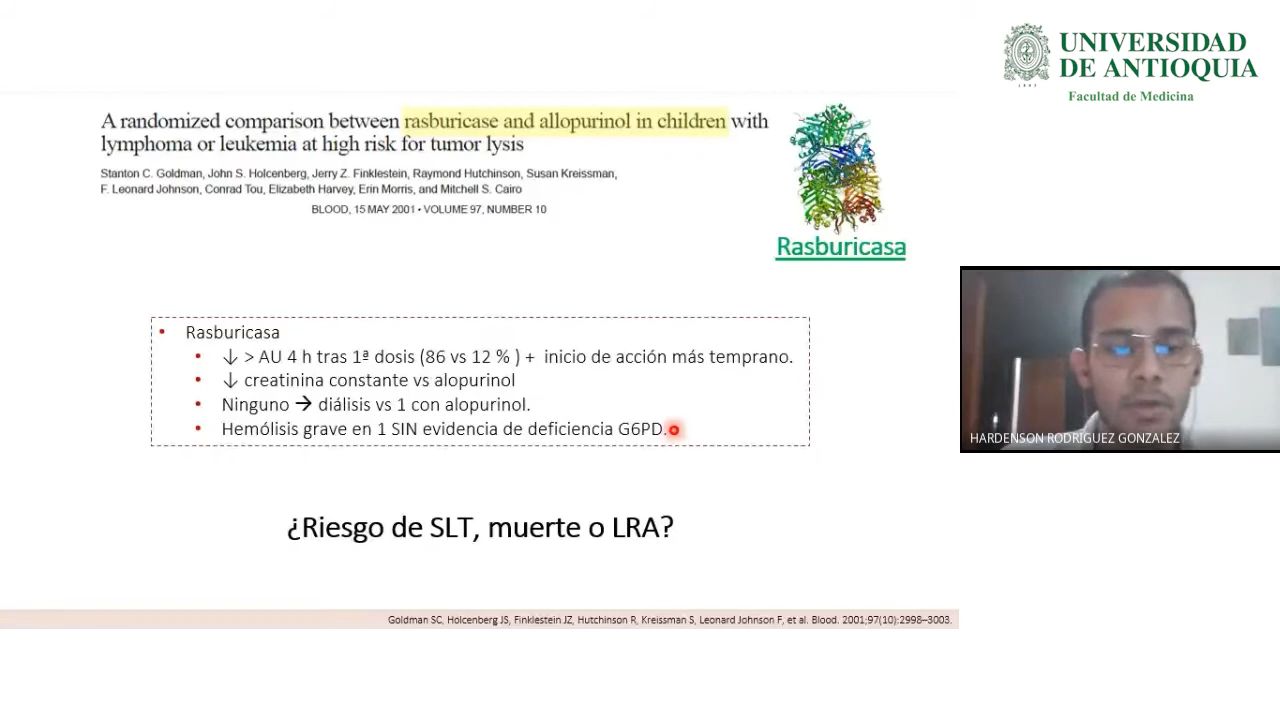 UNIVERSIDAD
DE ANTIOQUIA
1803
Facultad de Medicina
A randomized comparison between rasburicase and allopurinol in children with
lymphoma or leukemia at high risk for tumor lysis
Stanton C. Goldman, John S. Holcenberg, Jerry Z. Finklestein, Raymond Hutchinson, Susan Kreissman,
F. Leonard Johnson, Conrad Tou, Elizabeth Harvey, Erin Morris, and Mitchell S. Cairo
BLOOD, 15 MAY 2001 • VOLUME 97, NUMBER 10
Rasburicasa
• Rasburicasa
• ↓ > AU 4 h tras 1ª dosis (86 vs 12 % ) + inicio de acción más temprano.
• ↓ creatinina constante vs alopurinol
• Ninguno → diálisis vs 1 con alopurinol.
• Hemólisis grave en 1 SIN evidencia de deficiencia G6PD.
HARDENSON RODRIGUEZ GONZALEZ
¿Riesgo de SLT, muerte o LRA?
Goldman SC, Holcenberg JS, Finklestein JZ, Hutchinson R, Kreissman S, Leonard Johnson F, et al. Blood. 2001;97(10):2998–3003.